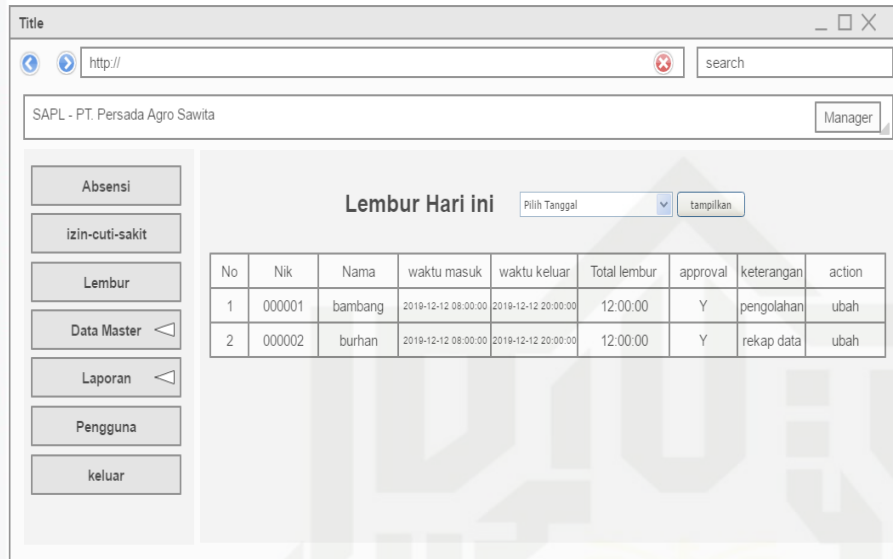 Title
http://
search
SAPL - PT. Persada Agro Sawita
Manager
Absensi
izin-cuti-sakit
Lembur
Data Master
Laporan
Pengguna
keluar
Lembur Hari ini Pilih Tanggal tampilkan
No Nik Nama waktu masuk waktu keluar Total lembur approval keterangan action
1 000001 bambang 2019-12-12 08:00:00 2019-12-12 20:00:00 12:00:00 Y pengolahan ubah
2 000002 burhan 2019-12-12 08:00:00 2019-12-12 20:00:00 12:00:00 Y rekap data ubah